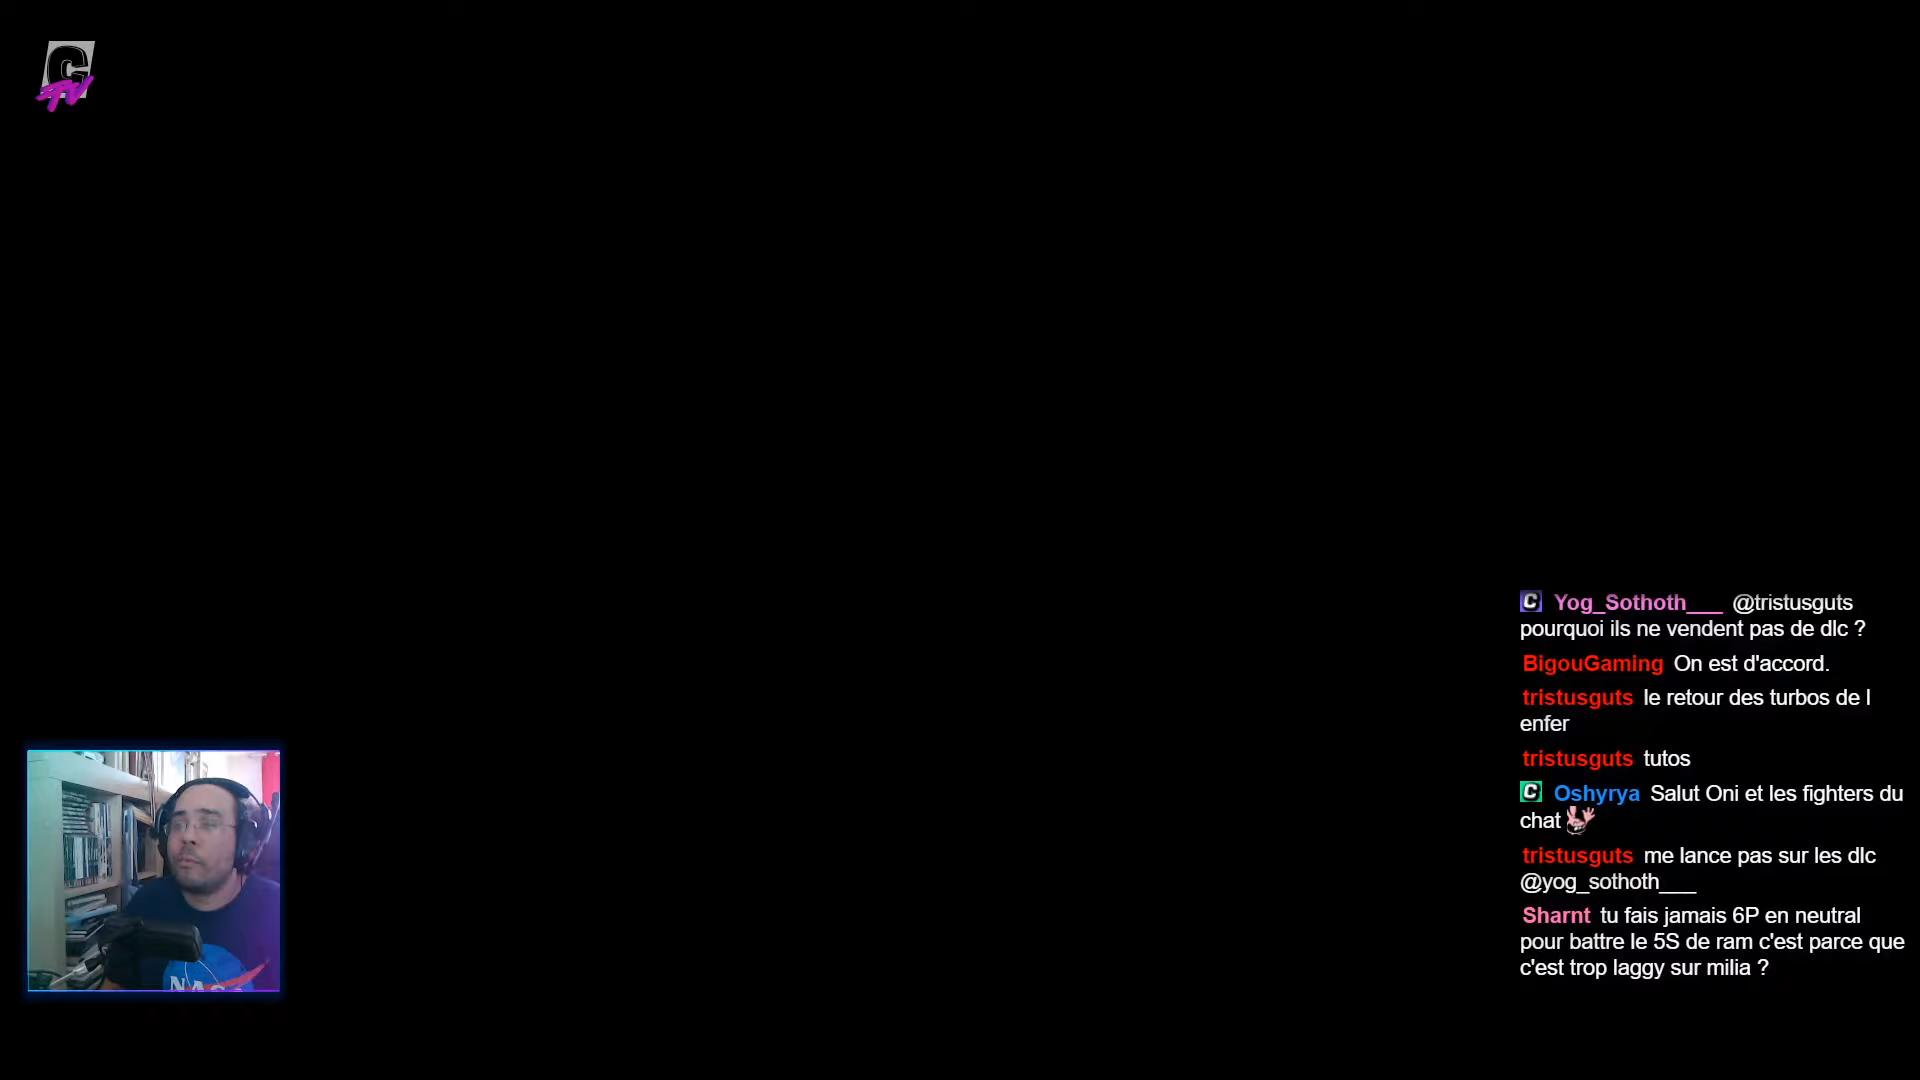 C
TV
Yog_Sothoth___ @tristusguts
pourquoi ils ne vendent pas de dlc ?
BigouGaming On est d'accord.
tristusguts le retour des turbos de l
enfer
tristusguts tutos
Oshyrya Salut Oni et les fighters du
chat
tristusguts me lance pas sur les dlc
@yog_sothoth___
Sharnt tu fais jamais 6P en neutral
pour battre le 5S de ram c'est parce que
c'est trop laggy sur milia ?
NASA